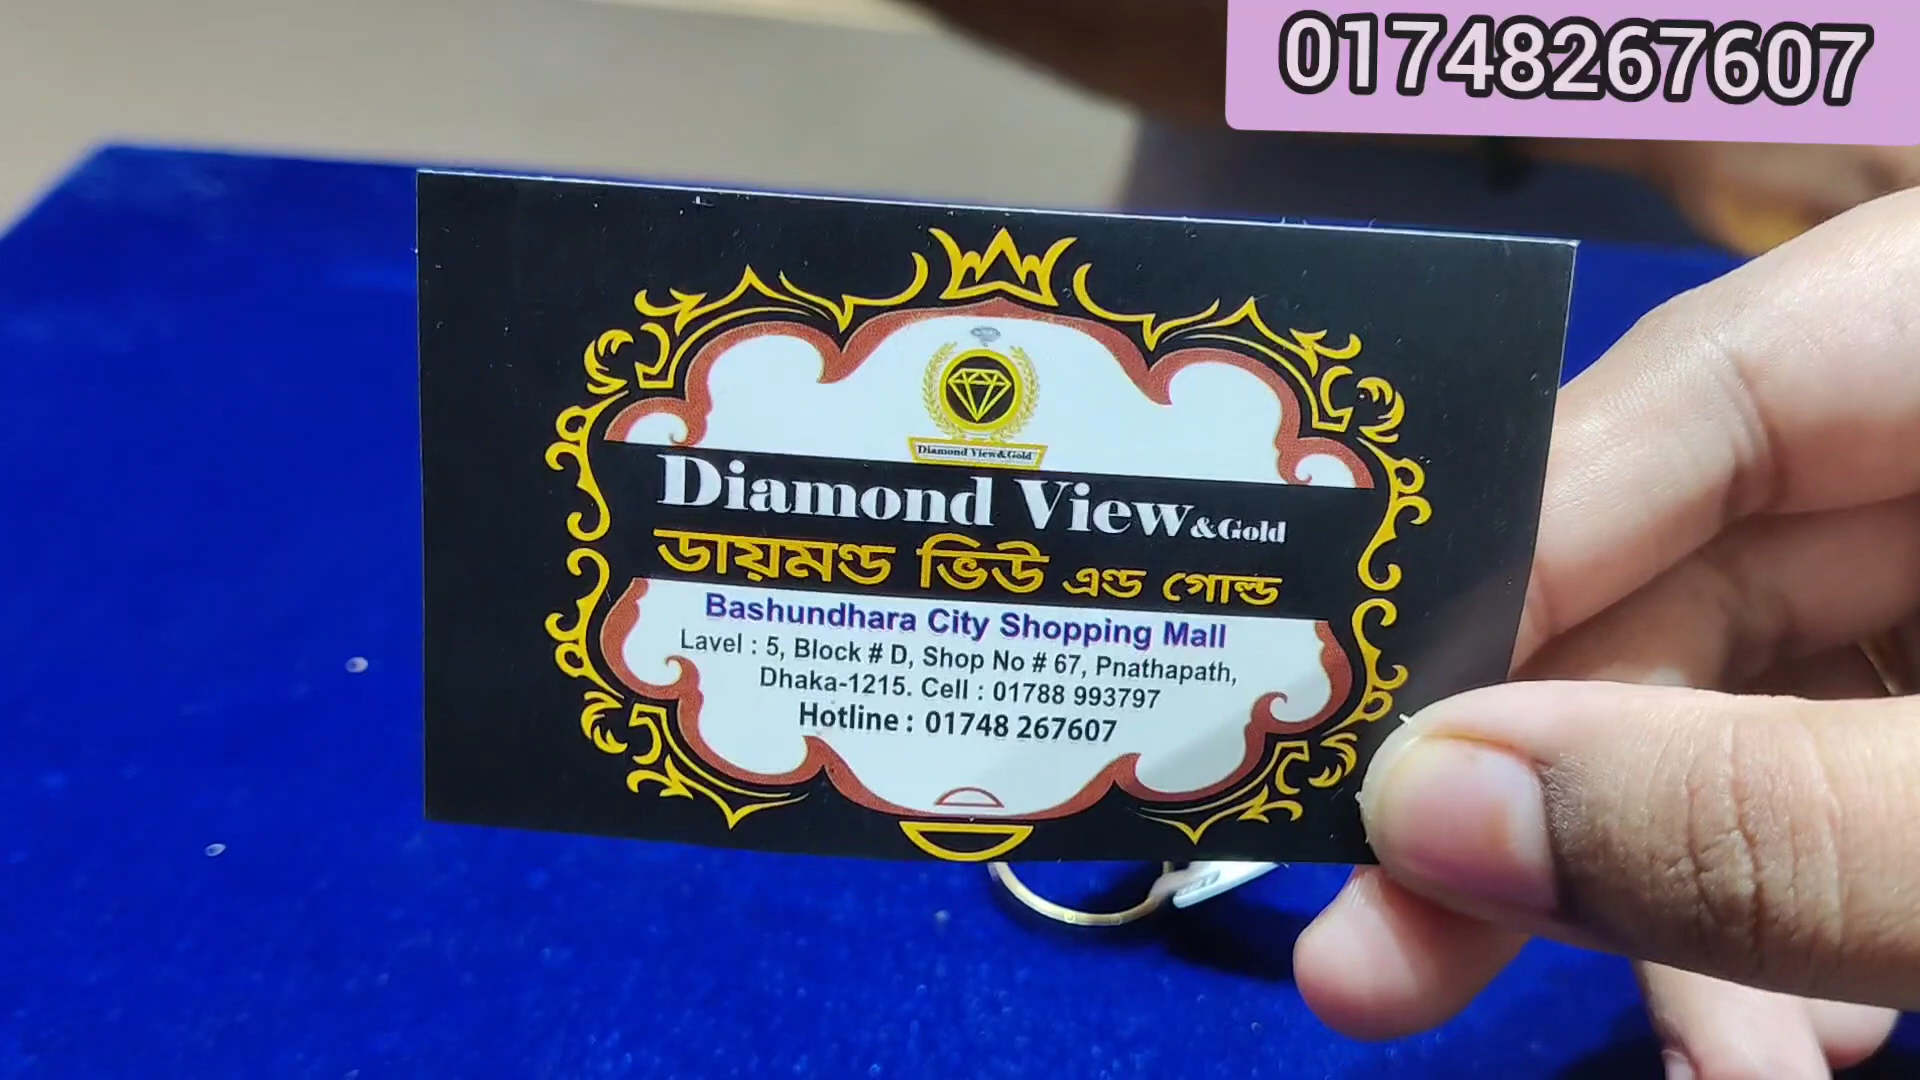 01748267607
Diamond View&Gold
Diamond View&Gold
ডায়মন্ড ভিউ এন্ড গোল্ড
Bashundhara City Shopping Mall
Lavel : 5, Block # D, Shop No # 67, Pnathapath,
Dhaka-1215. Cell : 01788 993797
Hotline : 01748 267607